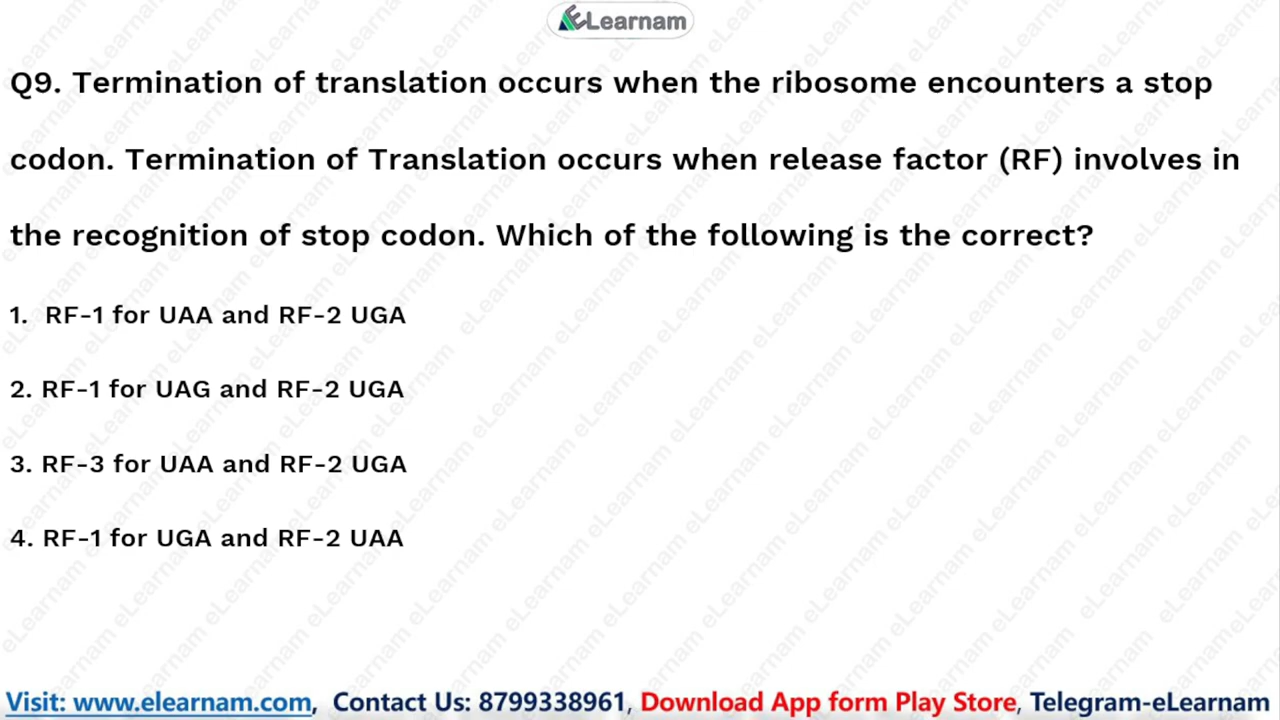 eLearnam
Q9. Termination of translation occurs when the ribosome encounters a stop
codon. Termination of Translation occurs when release factor (RF) involves in
the recognition of stop codon. Which of the following is the correct?
1. RF-1 for UAA and RF-2 UGA
2. RF-1 for UAG and RF-2 UGA
3. RF-3 for UAA and RF-2 UGA
4. RF-1 for UGA and RF-2 UAA
Visit: www.elearnam.com, Contact Us: 8799338961, Download App form Play Store, Telegram-eLearnam